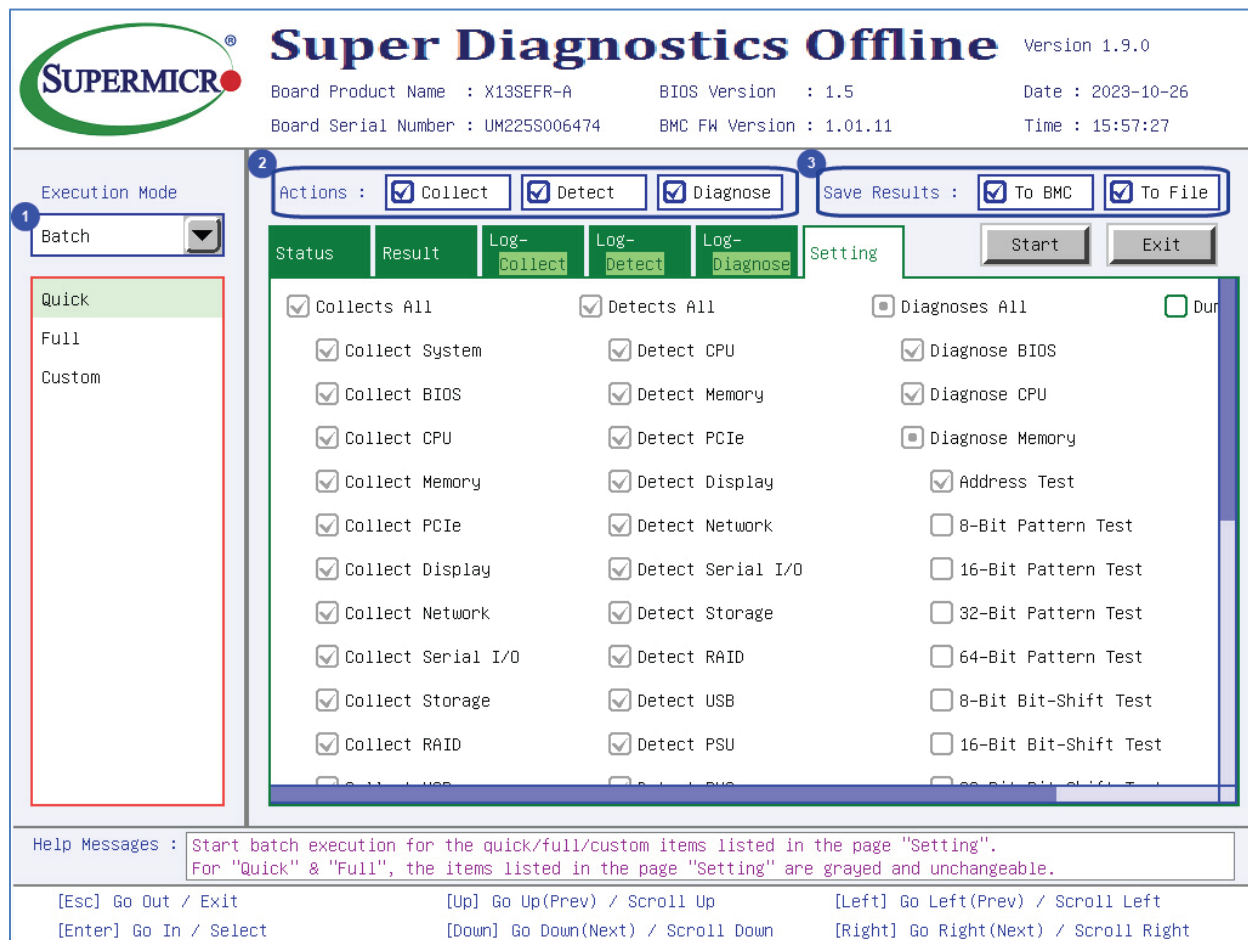 SUPERMICRO®
Super Diagnostics Offline Version 1.9.0
Board Product Name : X13SEFR-A BIOS Version : 1.5 Date : 2023-10-26
Board Serial Number : UM225S006474 BMC FW Version : 1.01.11 Time : 15:57:27
Execution Mode
1
Batch
Quick
Full
Custom
2
Actions : Collect Detect Diagnose
3
Save Results : To BMC To File
Status Result Log-Collect Log-Detect Log-Diagnose Setting Start Exit
Collects All Detects All Diagnoses All
Collect System Detect CPU Diagnose BIOS
Collect BIOS Detect Memory Diagnose CPU
Collect CPU Detect PCIe Diagnose Memory
Collect Memory Detect Display Address Test
Collect PCIe Detect Network 8-Bit Pattern Test
Collect Display Detect Serial I/O 16-Bit Pattern Test
Collect Network Detect Storage 32-Bit Pattern Test
Collect Serial I/O Detect RAID 64-Bit Pattern Test
Collect Storage Detect USB 8-Bit Bit-Shift Test
Collect RAID Detect PSU 16-Bit Bit-Shift Test
Help Messages : Start batch execution for the quick/full/custom items listed in the page "Setting".
For "Quick" & "Full", the items listed in the page "Setting" are grayed and unchangeable.
[Esc] Go Out / Exit [Up] Go Up(Prev) / Scroll Up [Left] Go Left(Prev) / Scroll Left
[Enter] Go In / Select [Down] Go Down(Next) / Scroll Down [Right] Go Right(Next) / Scroll Right